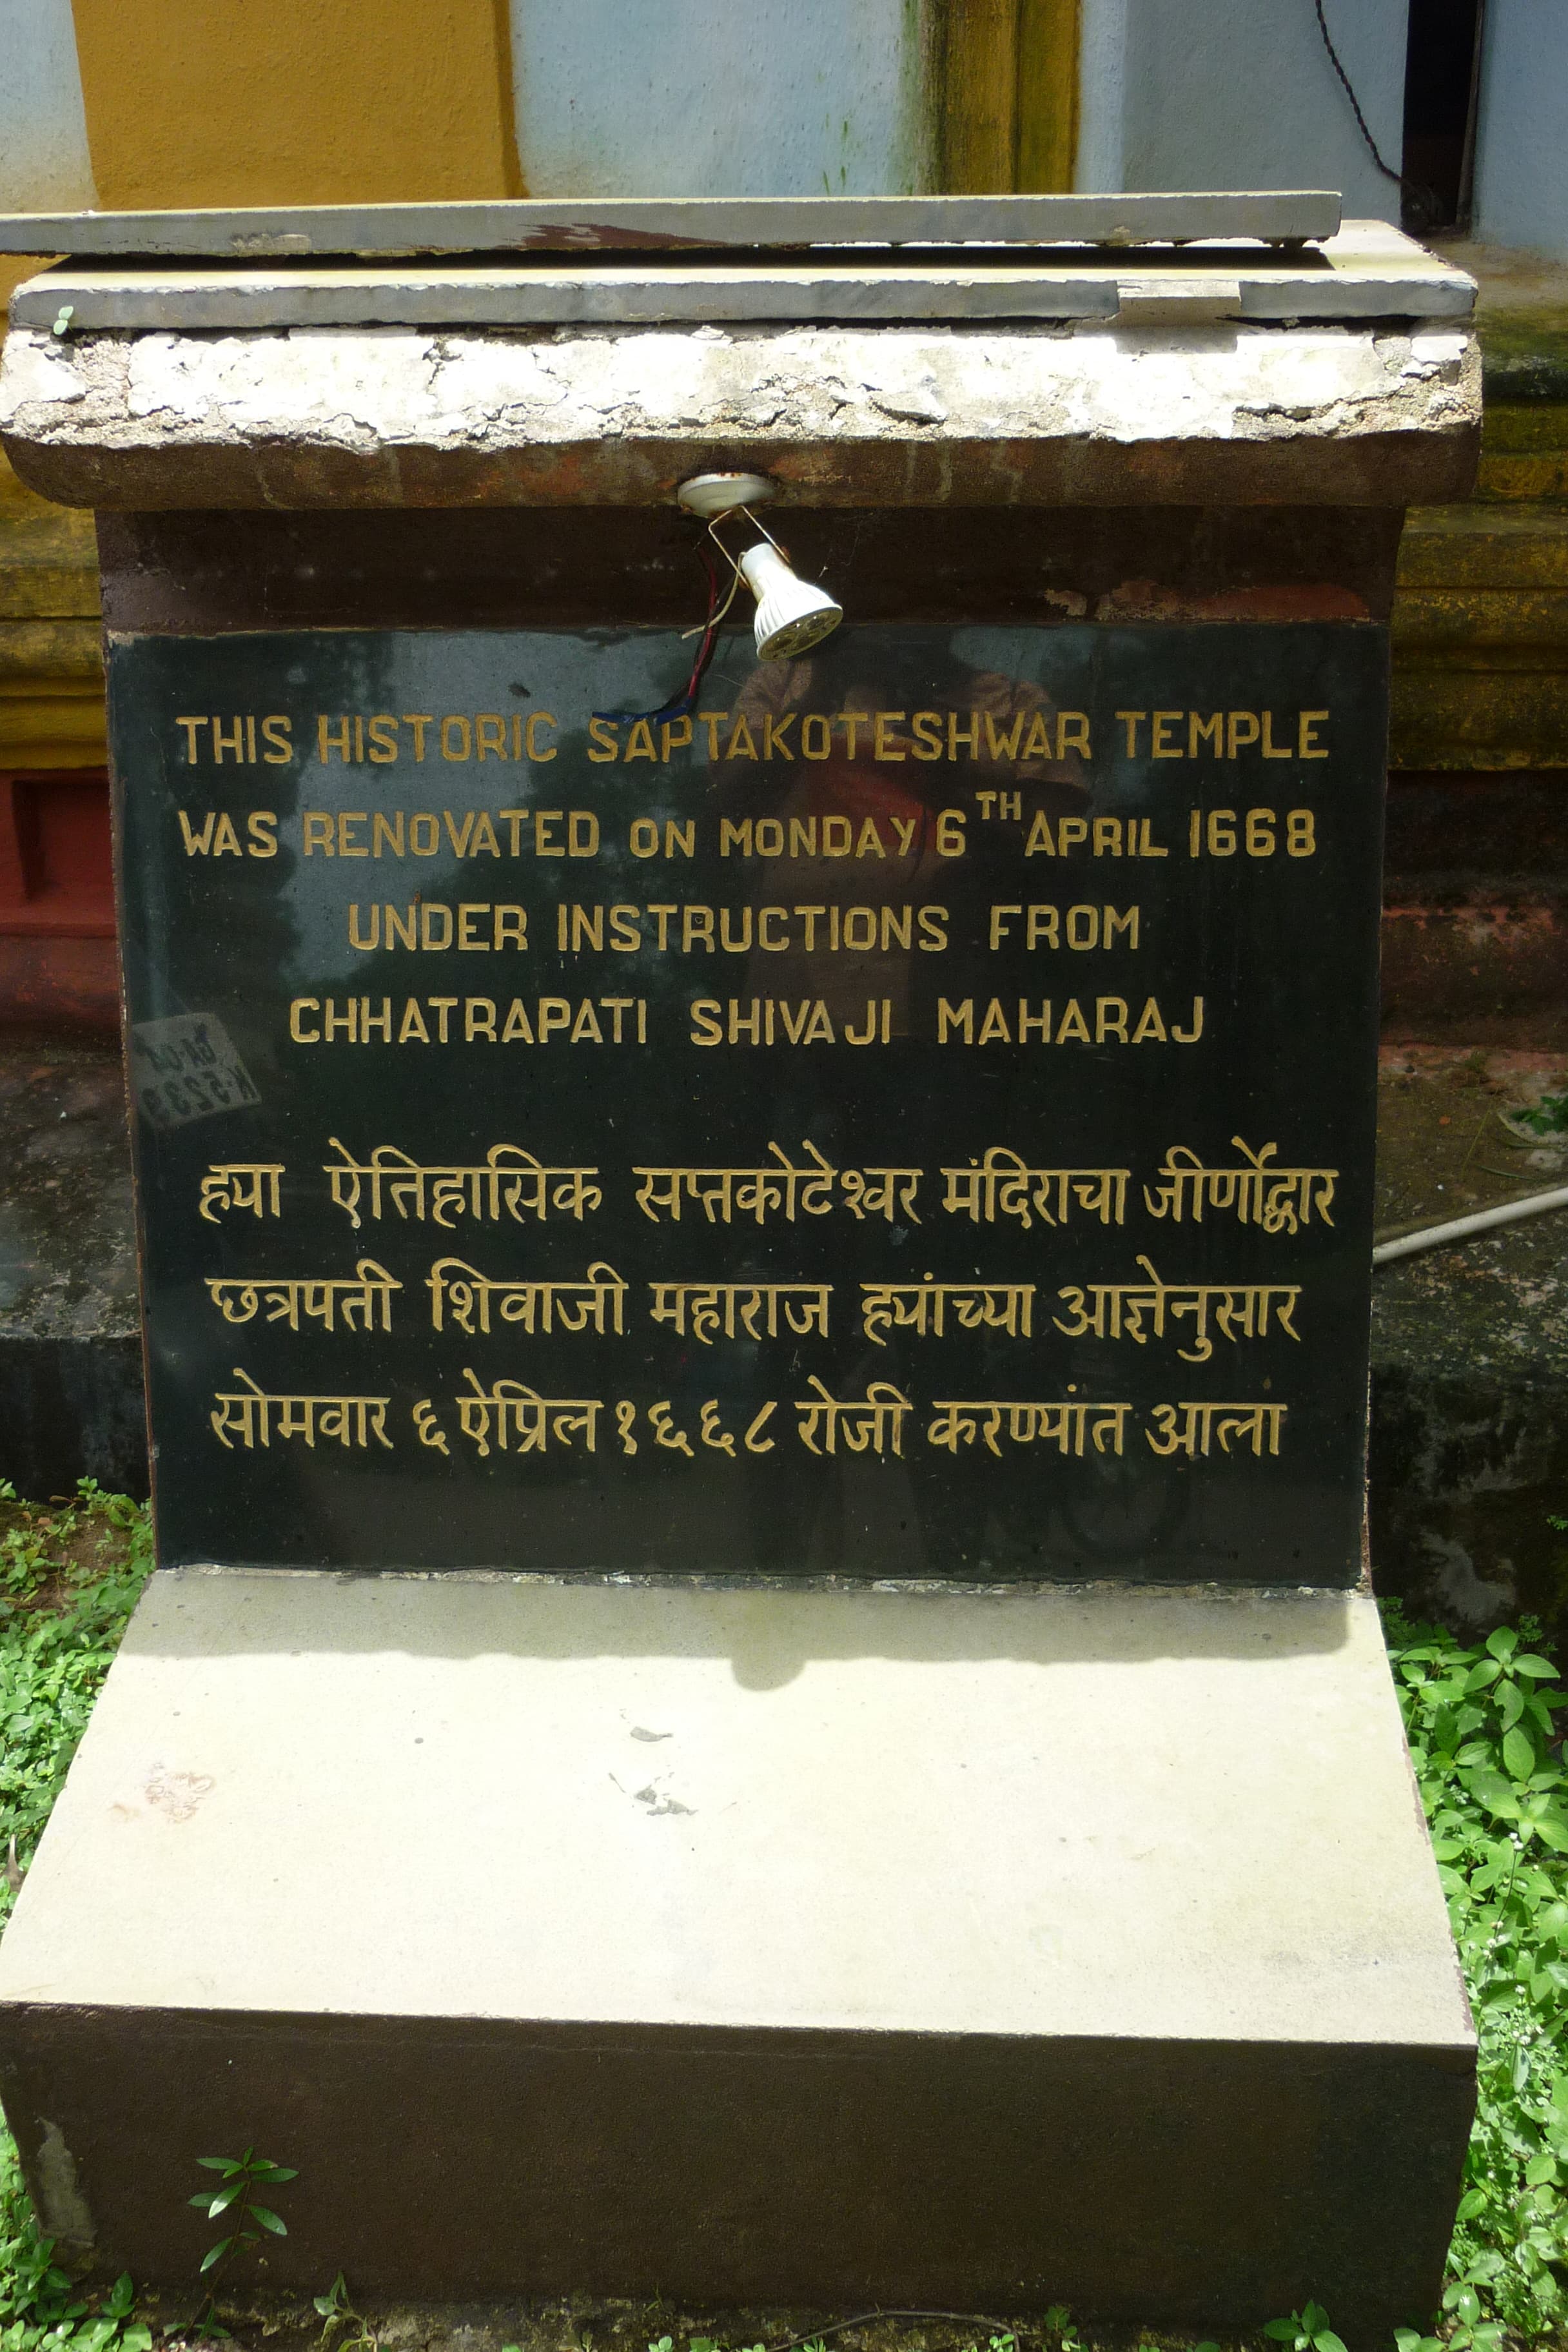 THIS HISTORIC SAPTAKOTESHWAR TEMPLE
WAS RENOVATED ON MONDAY 6TH APRIL 1668
UNDER INSTRUCTIONS FROM
CHHATRAPATI SHIVAJI MAHARAJ
ह्या ऐतिहासिक सप्तकोटेश्वर मंदिराचा जीर्णोद्धार
छत्रपती शिवाजी महाराज ह्यांच्या आज्ञेनुसार
सोमवार ६ ऐप्रिल १६६८ रोजी करण्यांत आला